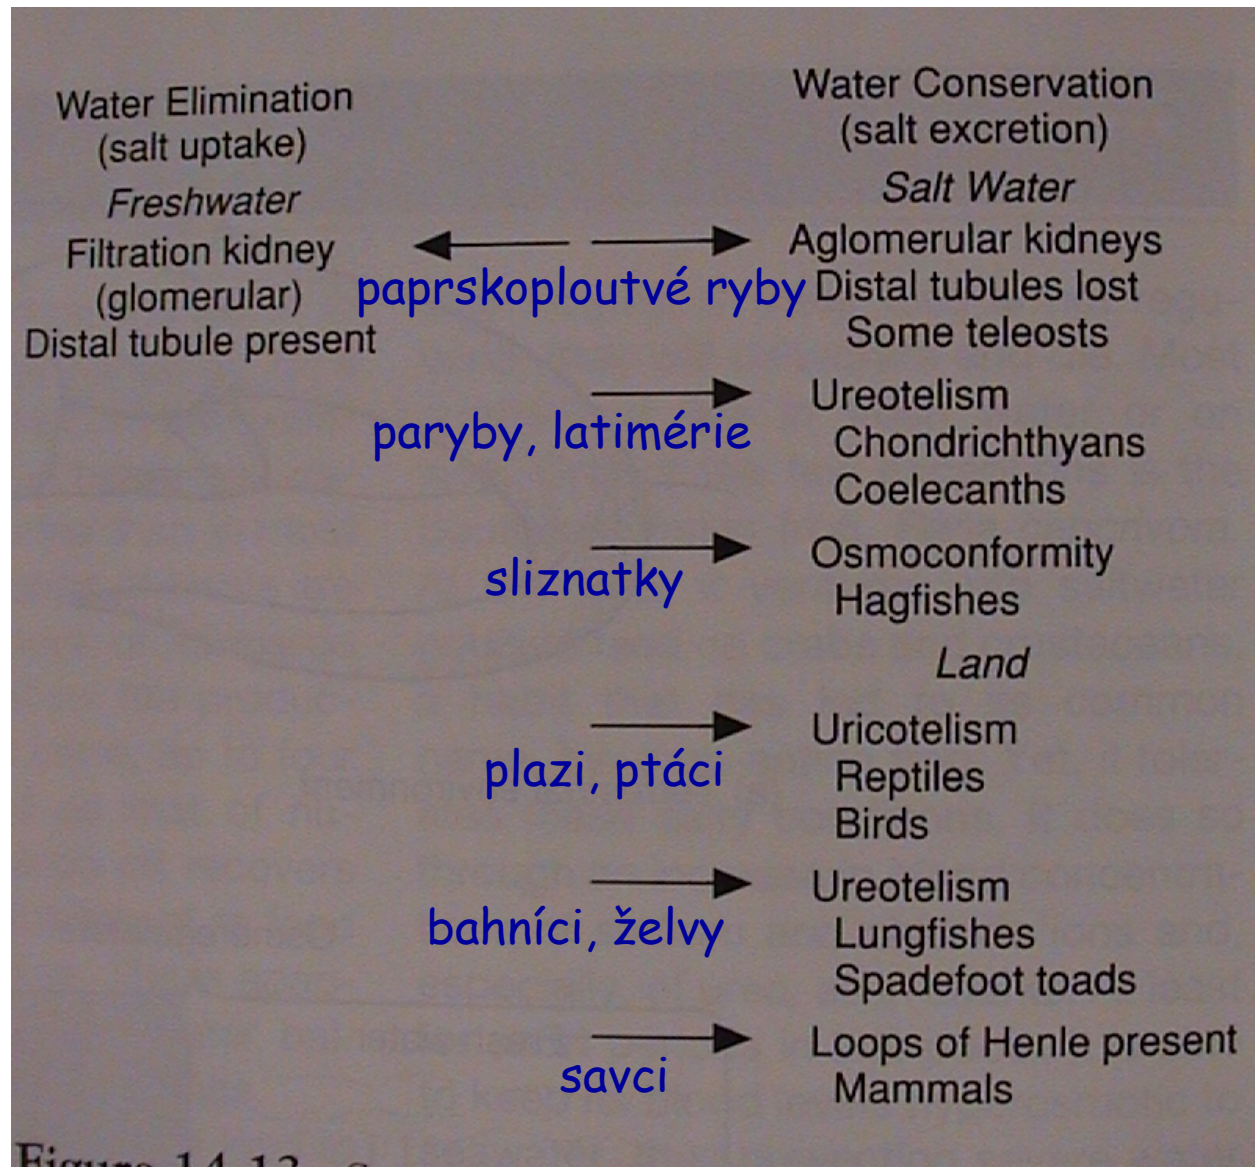 Water Elimination
(salt uptake)
Freshwater
Filtration kidney
(glomerular)
Distal tubule present
Water Conservation
(salt excretion)
Salt Water
Aglomerular kidneys
Distal tubules lost
Some teleosts
paprskoploutvé ryby
Ureotelism
Chondrichthyans
Coelecanths
paryby, latimérie
Osmoconformity
Hagfishes
sliznatky
Land
Uricotelism
Reptiles
Birds
plazi, ptáci
Ureotelism
Lungfishes
Spadefoot toads
bahníci, želvy
Loops of Henle present
Mammals
savci